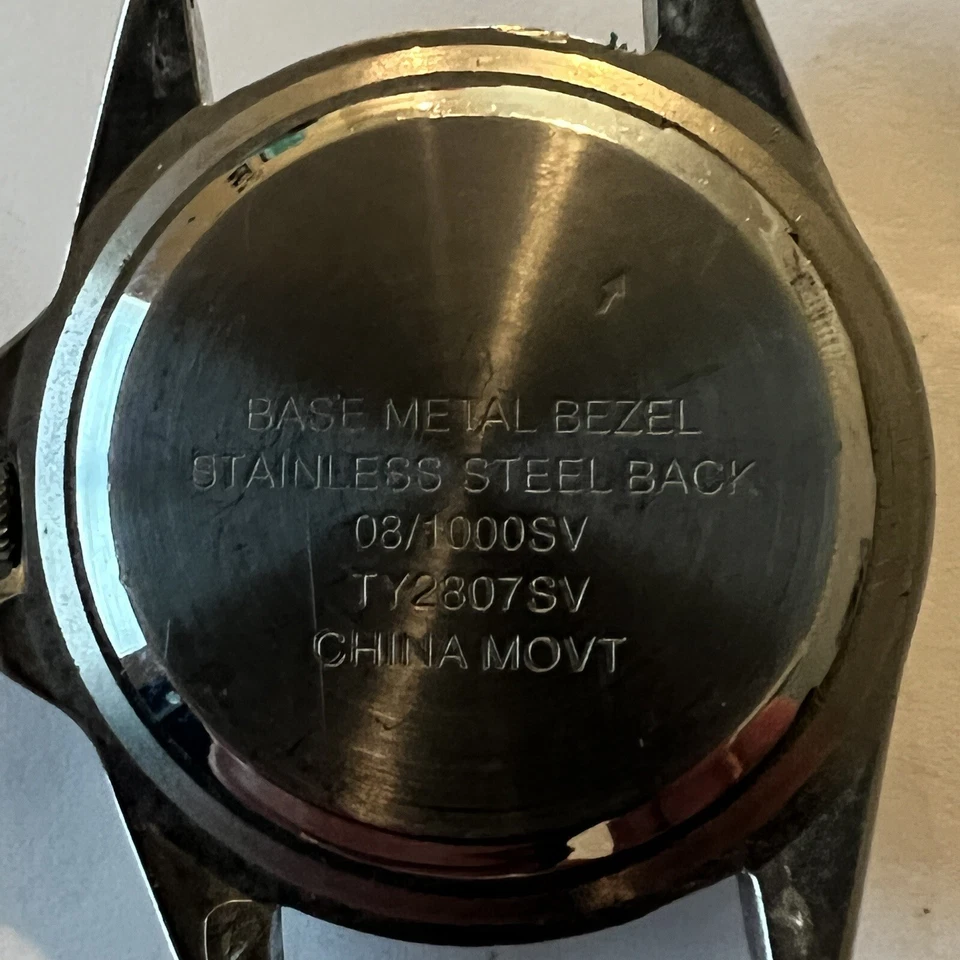 BASE METAL BEZEL
STAINLESS STEEL BACK
08/1000SV
TY2807SV
CHINA MOVT